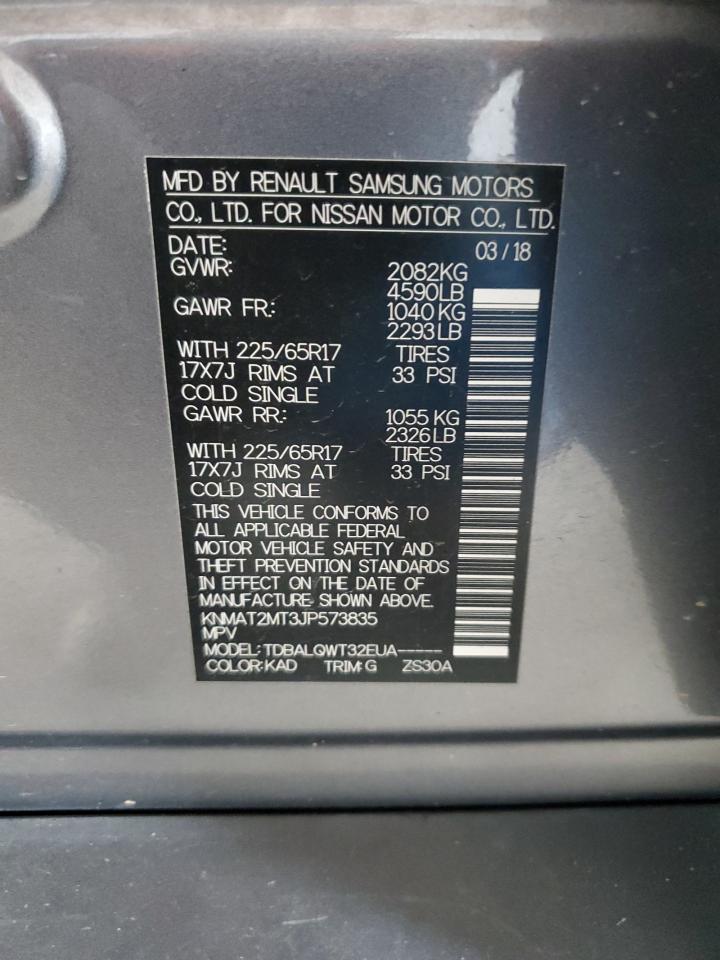 MFD BY RENAULT SAMSUNG MOTORS
CO., LTD. FOR NISSAN MOTOR CO., LTD.
DATE: 03/18
GVWR: 2082KG
4590LB
GAWR FR.: 1040 KG
2293LB
WITH 225/65R17 TIRES
17X7J RIMS AT 33 PSI
COLD SINGLE
GAWR RR.: 1055 KG
2326LB
WITH 225/65R17 TIRES
17X7J RIMS AT 33 PSI
COLD SINGLE
THIS VEHICLE CONFORMS TO
ALL APPLICABLE FEDERAL
MOTOR VEHICLE SAFETY AND
THEFT PREVENTION STANDARDS
IN EFFECT ON THE DATE OF
MANUFACTURE SHOWN ABOVE.
KNMAT2MT3JP573835
MPV
MODEL: TDBALQWT32EUA-----
COLOR: KAD TRIM: G ZS30A